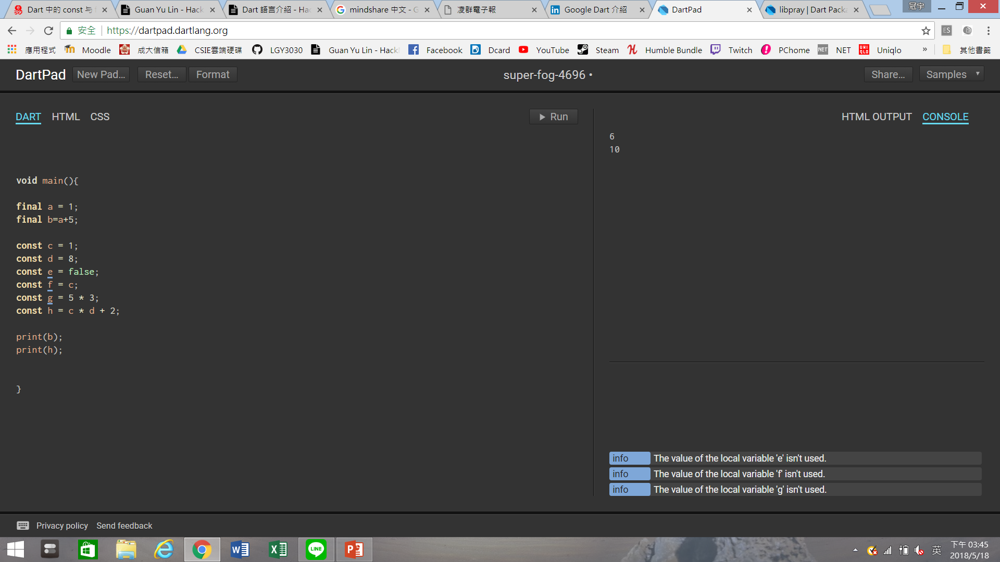 Dart 中的 const 与
Guan Yu Lin - Hack
Dart 語言介紹 - Hac
mindshare 中文 - G
凌群電子報
Google Dart 介紹
DartPad
libpray | Dart Packa
冠宇
安全
https://dartpad.dartlang.org
ES
應用程式
Moodle
成大信箱
CSIE雲端硬碟
LGY3030
Guan Yu Lin - Hack
Facebook
Dcard
YouTube
Steam
Humble Bundle
Twitch
PChome
NET
NET
UNI
QLO
Uniqlo
»
其他書籤
DartPad
New Pad...
Reset...
Format
super-fog-4696 •
Share...
Samples
DART
HTML
CSS
Run
HTML OUTPUT
CONSOLE
void main(){
final a = 1;
final b=a+5;
const c = 1;
const d = 8;
const e = false;
const f = c;
const g = 5 * 3;
const h = c * d + 2;
print(b);
print(h);
}
6
10
info The value of the local variable 'e' isn't used.
info The value of the local variable 'f' isn't used.
info The value of the local variable 'g' isn't used.
Privacy policy
Send feedback
LINE
英
下午 03:45
2018/5/18